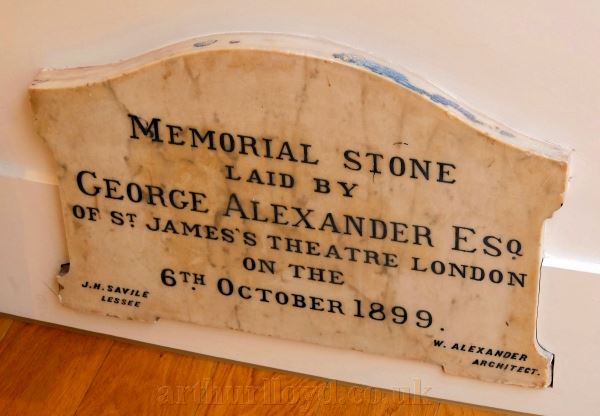 MEMORIAL STONE
LAID BY
GEORGE ALEXANDER ESQ.
OF ST. JAMES'S THEATRE LONDON
ON THE
6TH OCTOBER 1899.
J.H. SAVILE
LESSEE
W. ALEXANDER
ARCHITECT.
arthurlloyd.co.uk